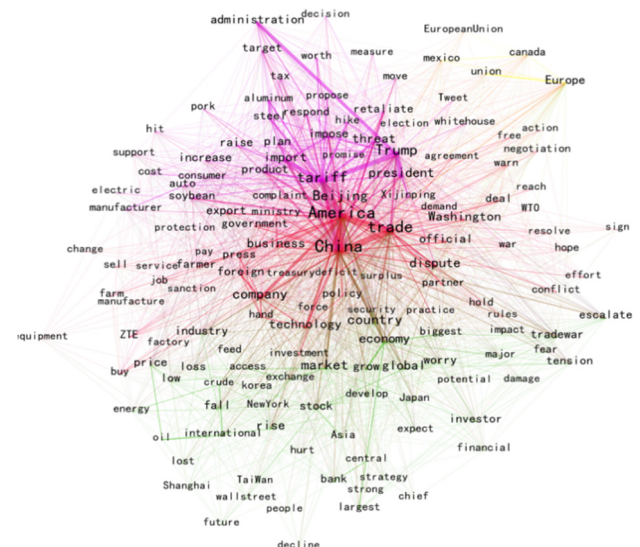 administration decision
target worth measure EuropeanUnion
mexico canada
tax move union Europe
aluminum propose Tweet
pork steel respond retaliate
hit hike election whitehouse
impose threat free action
raise plan
support increase import promise Trump agreement negotiation
cost consumer product president warn
electric auto tariff
soybean complaint Beijing Xijinping reach
manufacturer export ministry America demand deal WTO
Washington
protection government trade resolve sign
change business China official war hope
pay press
sell service farmer foreign treasury deficit surplus dispute effort
job partner
farm sanction company policy conflict
manufacture force hold
hand security practice rules escalate
technology country
equipment ZTE industry biggest impact tradewar
factory economy
feed investment fear
price loss access market grow global worry major tension
buy low exchange
crude korea potential damage
energy fall NewYork stock develop Japan
rise investor
oil international Asia expect
hurt financial
lost central
Shanghai TaiWan bank strategy
wallstreet strong chief
people largest
future
decline